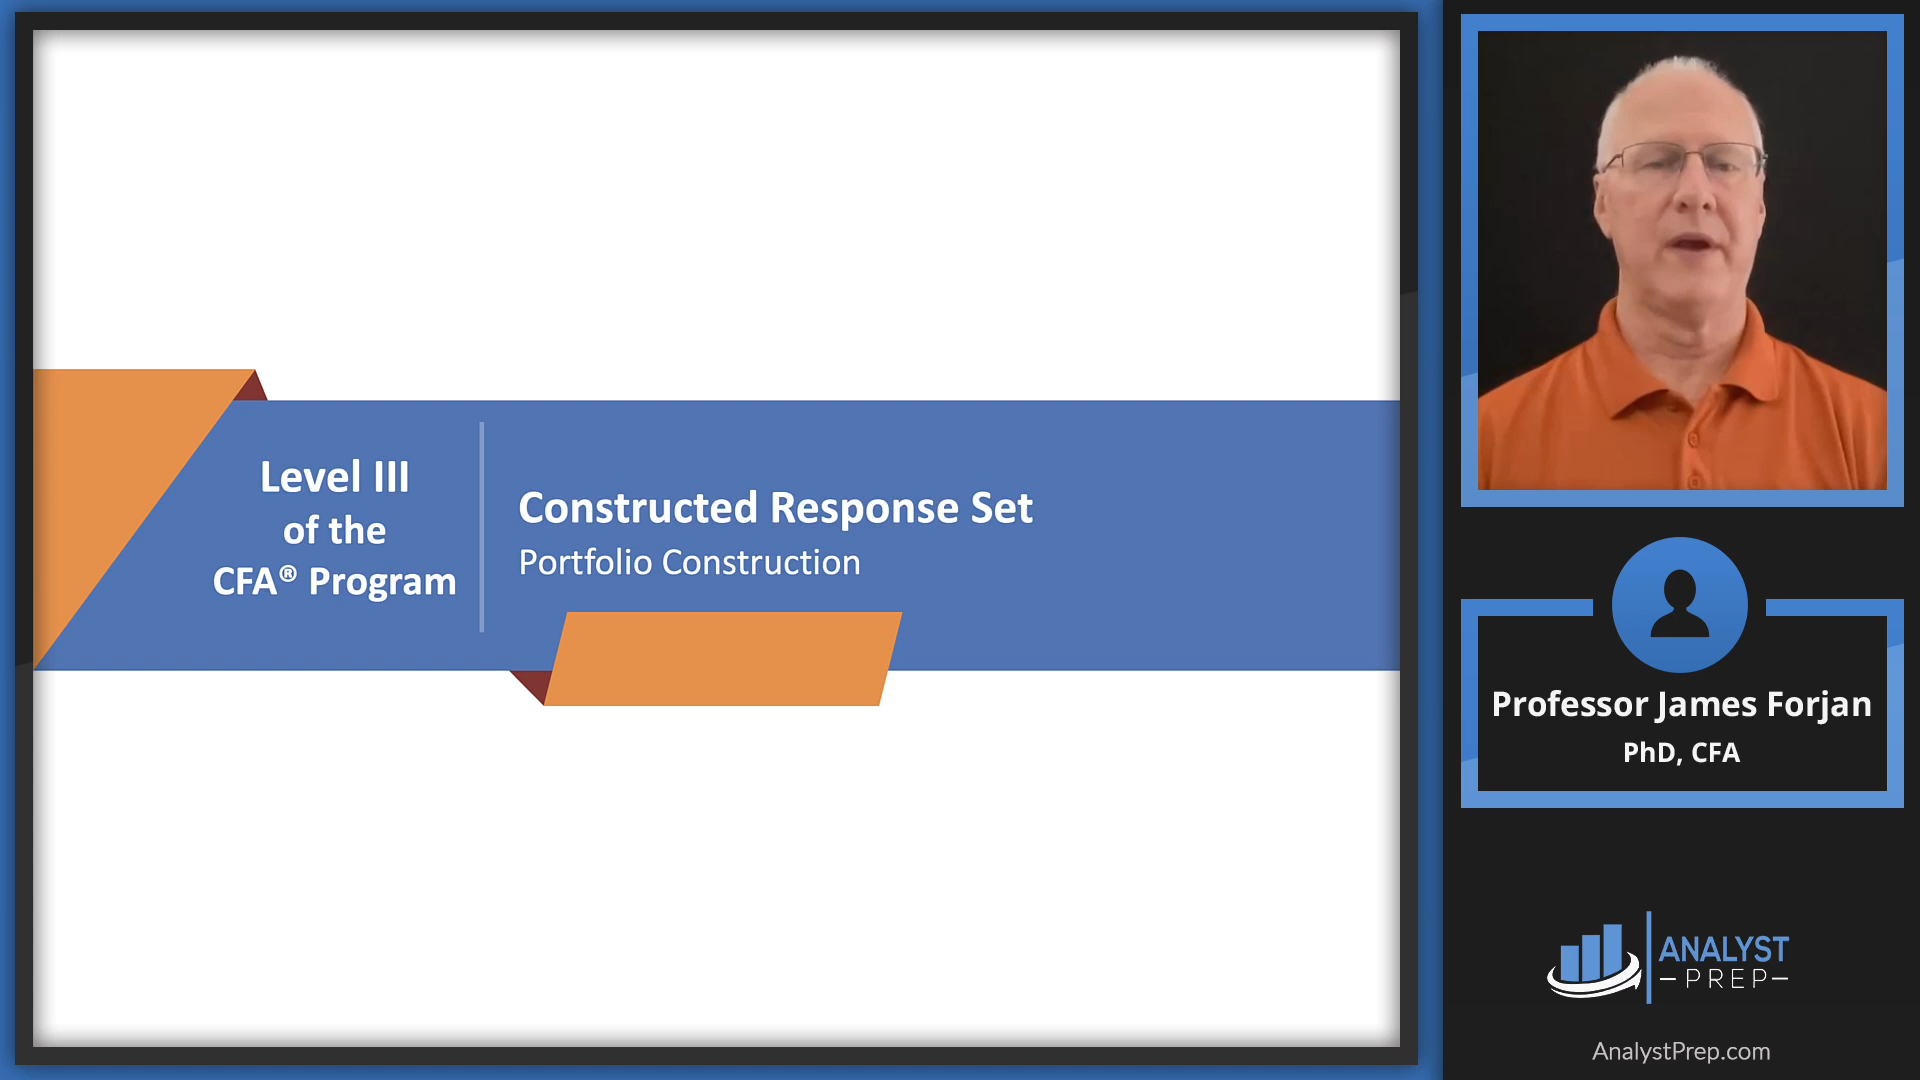 Level III
of the
CFA® Program
Constructed Response Set
Portfolio Construction
Professor James Forjan
PhD, CFA
ANALYST
PREP
AnalystPrep.com